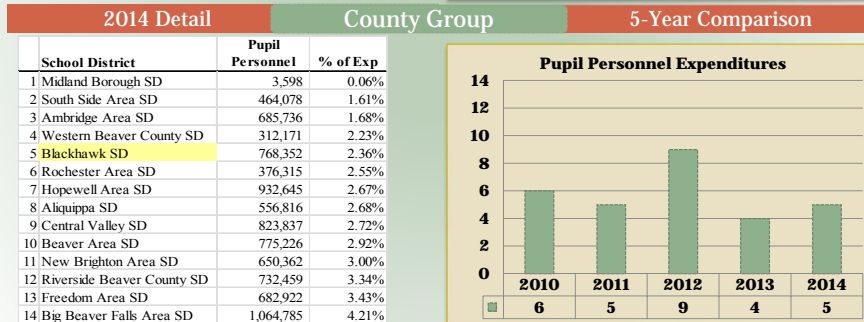 2014 Detail County Group 5-Year Comparison
Pupil
School District Personnel % of Exp
1 Midland Borough SD 3,598 0.06%
2 South Side Area SD 464,078 1.61%
3 Ambridge Area SD 685,736 1.68%
4 Western Beaver County SD 312,171 2.23%
5 Blackhawk SD 768,352 2.36%
6 Rochester Area SD 376,315 2.55%
7 Hopewell Area SD 932,645 2.67%
8 Aliquippa SD 556,816 2.68%
9 Central Valley SD 823,837 2.72%
10 Beaver Area SD 775,226 2.92%
11 New Brighton Area SD 650,362 3.00%
12 Riverside Beaver County SD 732,459 3.34%
13 Freedom Area SD 682,922 3.43%
14 Big Beaver Falls Area SD 1,064,785 4.21%
Pupil Personnel Expenditures
14
12
10
8
6
4
2
0
2010 2011 2012 2013 2014
6 5 9 4 5